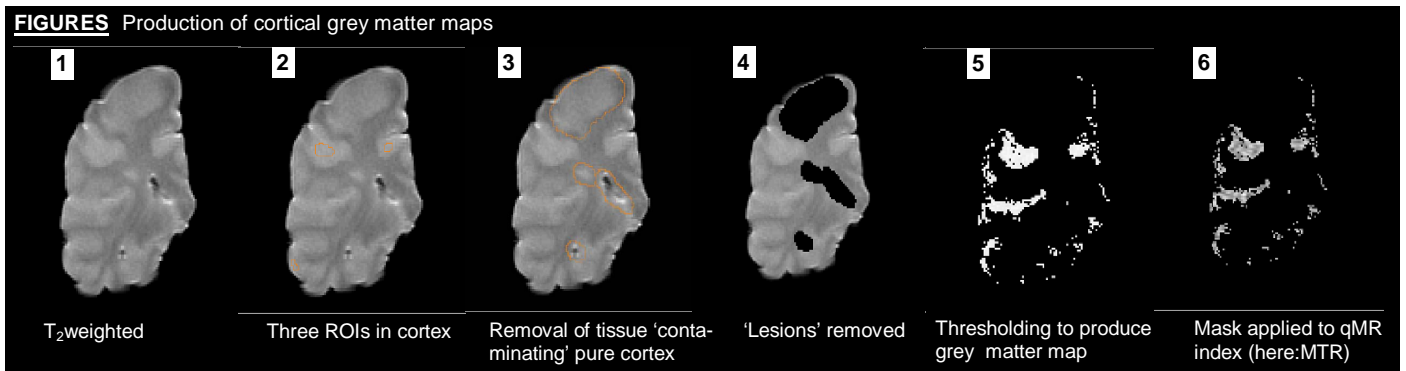 FIGURES Production of cortical grey matter maps
1 2 3 4 5 6
T2weighted
Three ROIs in cortex
Removal of tissue ‘conta-
minating’ pure cortex
‘Lesions’ removed
Thresholding to produce
grey matter map
Mask applied to qMR
index (here:MTR)